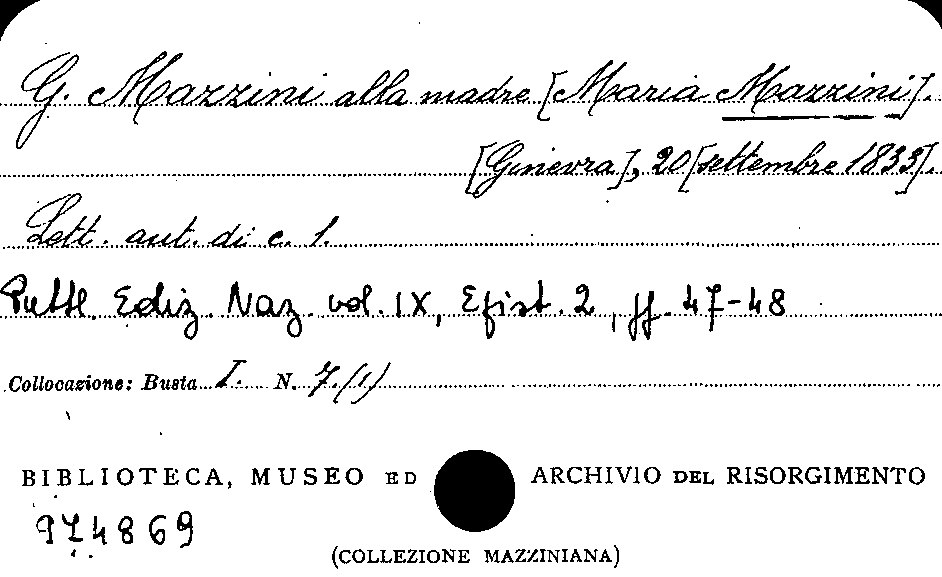 G. Mazzini alla madre [Maria Mazzini].
[Ginevra], 20 [settembre 1833].
Lett. aut. di c. 1.
Pubbl. Ediz. Naz. vol. IX, Epist. 2, pp. 47-48
Collocazione: Busta I. N. 7.(1)
BIBLIOTECA, MUSEO ED ARCHIVIO DEL RISORGIMENTO
974869
(COLLEZIONE MAZZINIANA)